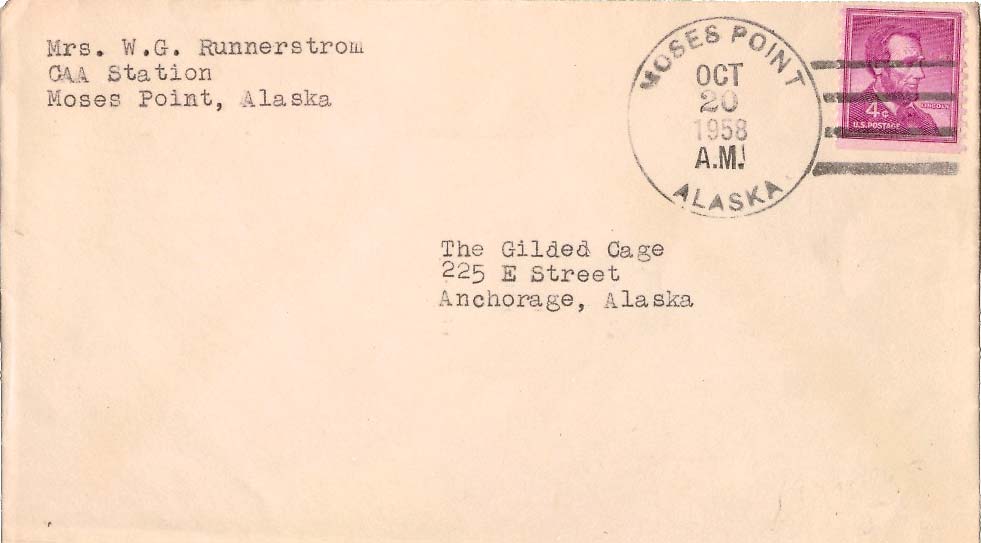 Mrs. W.G. Runnerstrom
CAA Station
Moses Point, Alaska
MOSES POINT
OCT
20
1958
A.M.
ALASKA
LINCOLN
4¢
U.S. POSTAGE
The Gilded Cage
225 E Street
Anchorage, Alaska